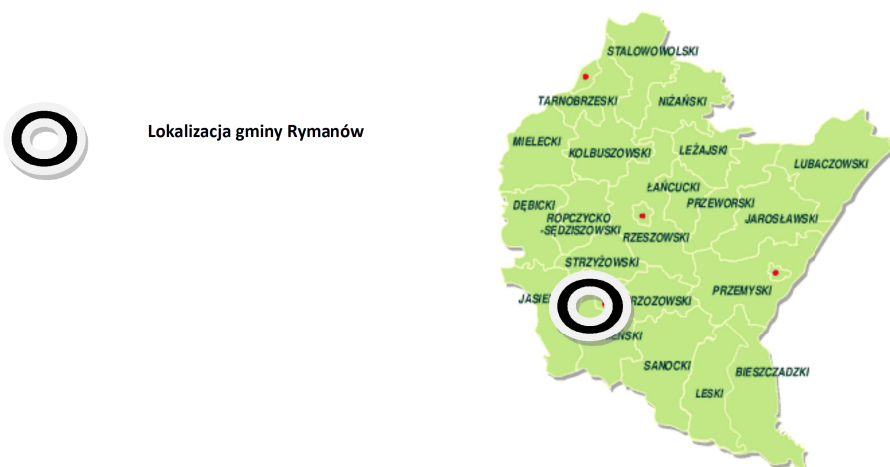 Lokalizacja gminy Rymanów
STALOWOWOLSKI
TARNOBRZESKI
NIŻAŃSKI
MIELECKI
KOLBUSZOWSKI
LEŻAJSKI
LUBACZOWSKI
ŁAŃCUCKI
DĘBICKI
PRZEWORSKI
ROPCZYCKO
-SĘDZISZOWSKI
JAROSŁAWSKI
RZESZOWSKI
STRZYŻOWSKI
PRZEMYSKI
SANOCKI
BIESZCZADZKI
LESKI